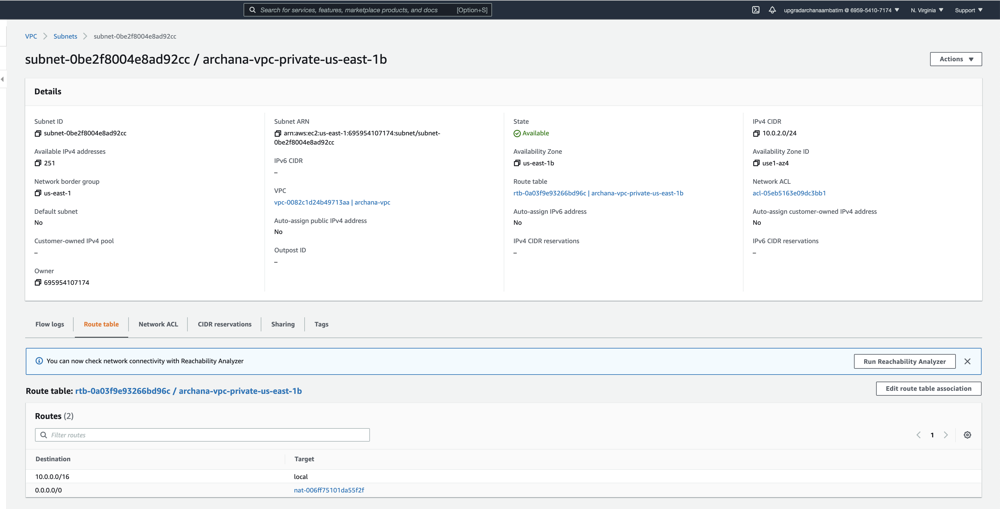 Search for services, features, marketplace products, and docs [Option+S]
upgradarchanaambatim @ 6959-5410-7174 N. Virginia Support
VPC Subnets subnet-0be2f8004e8ad92cc
subnet-0be2f8004e8ad92cc / archana-vpc-private-us-east-1b
Actions
Details
Subnet ID
subnet-0be2f8004e8ad92cc
Available IPv4 addresses
251
Network border group
us-east-1
Default subnet
No
Customer-owned IPv4 pool
–
Owner
695954107174
Subnet ARN
arn:aws:ec2:us-east-1:695954107174:subnet/subnet-
0be2f8004e8ad92cc
IPv6 CIDR
–
VPC
vpc-0082c1d24b49713aa | archana-vpc
Auto-assign public IPv4 address
No
Outpost ID
–
State
Available
Availability Zone
us-east-1b
Route table
rtb-0a03f9e93266bd96c | archana-vpc-private-us-east-1b
Auto-assign IPv6 address
No
IPv4 CIDR reservations
–
IPv4 CIDR
10.0.2.0/24
Availability Zone ID
use1-az4
Network ACL
acl-05eb5163e09dc3bb1
Auto-assign customer-owned IPv4 address
No
IPv6 CIDR reservations
–
Flow logs Route table Network ACL CIDR reservations Sharing Tags
You can now check network connectivity with Reachability Analyzer
Run Reachability Analyzer
Route table: rtb-0a03f9e93266bd96c / archana-vpc-private-us-east-1b
Edit route table association
Routes (2)
Filter routes
1
Destination Target
10.0.0.0/16 local
0.0.0.0/0 nat-006ff75101da55f2f